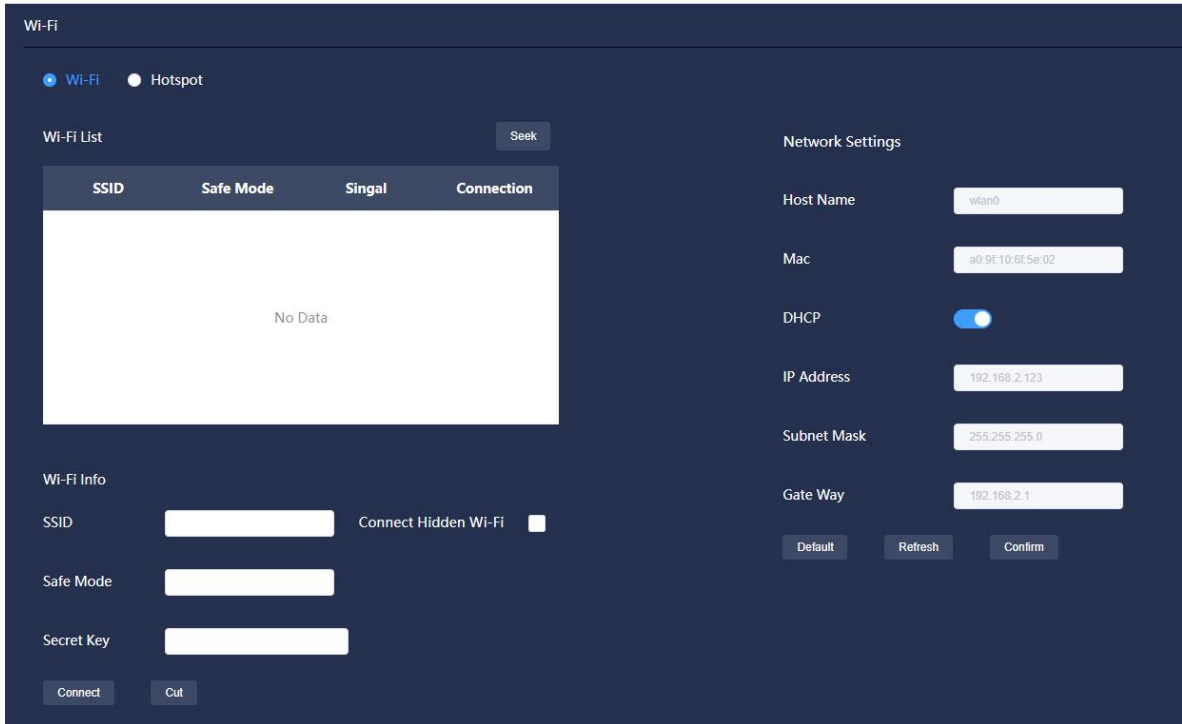 Wi-Fi
Wi-Fi Hotspot
Wi-Fi List Seek
SSID Safe Mode Singal Connection
No Data
Wi-Fi Info
SSID Connect Hidden Wi-Fi
Safe Mode
Secret Key
Connect Cut
Network Settings
Host Name wlan0
Mac a0:9f:10:6f:5e:02
DHCP
IP Address 192.168.2.123
Subnet Mask 255.255.255.0
Gate Way 192.168.2.1
Default Refresh Confirm